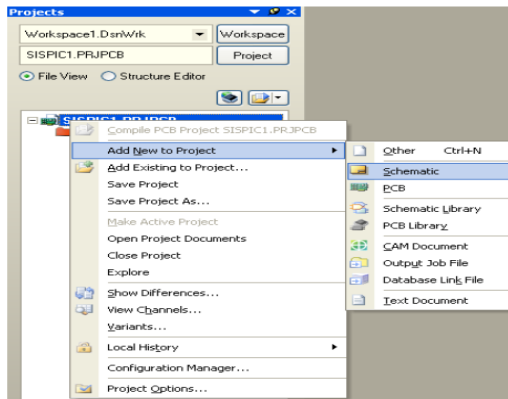 Projects
Workspace1.DsnWrk Workspace
SISPIC1.PRJPCB Project
File View Structure Editor
SISPIC1.PRJPCB
Compile PCB Project SISPIC1.PRJPCB
Add New to Project
Add Existing to Project...
Save Project
Save Project As...
Make Active Project
Open Project Documents
Close Project
Explore
Show Differences...
View Channels...
Variants...
Local History
Configuration Manager...
Project Options...
Other Ctrl+N
Schematic
PCB
Schematic Library
PCB Library
CAM Document
Output Job File
Database Link File
Text Document